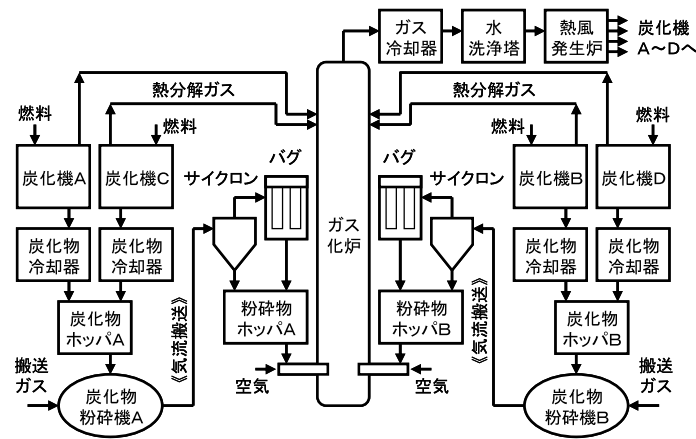 ガス
冷却器
水
洗浄塔
熱風
発生炉
炭化機
A〜Dへ
熱分解ガス
熱分解ガス
燃料
燃料
燃料
燃料
炭化機A
炭化機C
サイクロン
バグ
バグ
サイクロン
炭化機B
炭化機D
ガス
化炉
炭化物
冷却器
炭化物
冷却器
炭化物
冷却器
炭化物
冷却器
《気流搬送》
《気流搬送》
粉砕物
ホッパA
粉砕物
ホッパB
炭化物
ホッパA
炭化物
ホッパB
空気
空気
搬送
ガス
炭化物
粉砕機A
炭化物
粉砕機B
搬送
ガス